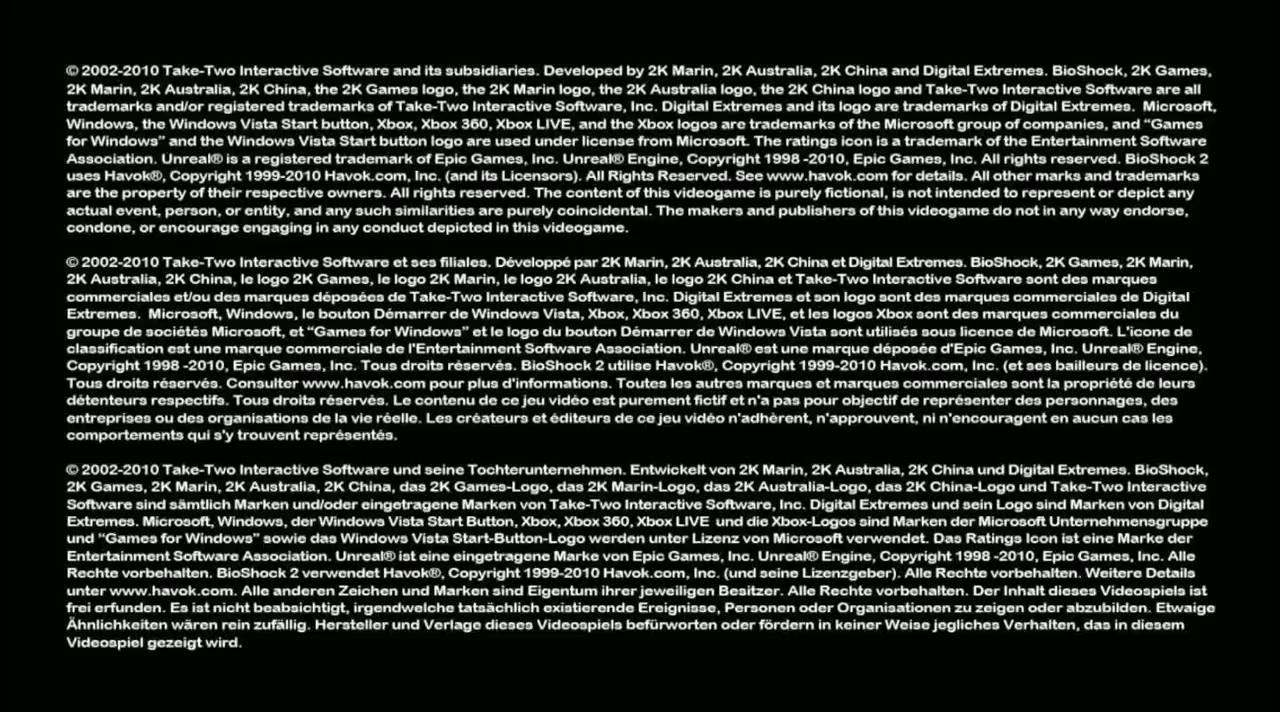 © 2002-2010 Take-Two Interactive Software and its subsidiaries. Developed by 2K Marin, 2K Australia, 2K China and Digital Extremes. BioShock, 2K Games,
2K Marin, 2K Australia, 2K China, the 2K Games logo, the 2K Marin logo, the 2K Australia logo, the 2K China logo and Take-Two Interactive Software are all
trademarks and/or registered trademarks of Take-Two Interactive Software, Inc. Digital Extremes and its logo are trademarks of Digital Extremes.  Microsoft,
Windows, the Windows Vista Start button, Xbox, Xbox 360, Xbox LIVE, and the Xbox logos are trademarks of the Microsoft group of companies, and “Games
for Windows” and the Windows Vista Start button logo are used under license from Microsoft. The ratings icon is a trademark of the Entertainment Software
Association. Unreal® is a registered trademark of Epic Games, Inc. Unreal® Engine, Copyright 1998 -2010, Epic Games, Inc. All rights reserved. BioShock 2
uses Havok®, Copyright 1999-2010 Havok.com, Inc. (and its Licensors). All Rights Reserved. See www.havok.com for details. All other marks and trademarks
are the property of their respective owners. All rights reserved. The content of this videogame is purely fictional, is not intended to represent or depict any
actual event, person, or entity, and any such similarities are purely coincidental. The makers and publishers of this videogame do not in any way endorse,
condone, or encourage engaging in any conduct depicted in this videogame.
© 2002-2010 Take-Two Interactive Software et ses filiales. Développé par 2K Marin, 2K Australia, 2K China et Digital Extremes. BioShock, 2K Games, 2K Marin,
2K Australia, 2K China, le logo 2K Games, le logo 2K Marin, le logo 2K Australia, le logo 2K China et Take-Two Interactive Software sont des marques
commerciales et/ou des marques déposées de Take-Two Interactive Software, Inc. Digital Extremes et son logo sont des marques commerciales de Digital
Extremes.  Microsoft, Windows, le bouton Démarrer de Windows Vista, Xbox, Xbox 360, Xbox LIVE, et les logos Xbox sont des marques commerciales du
groupe de sociétés Microsoft, et “Games for Windows” et le logo du bouton Démarrer de Windows Vista sont utilisés sous licence de Microsoft. L'icone de
classification est une marque commerciale de l'Entertainment Software Association. Unreal® est une marque déposée d'Epic Games, Inc. Unreal® Engine,
Copyright 1998 -2010, Epic Games, Inc. Tous droits réservés. BioShock 2 utilise Havok®, Copyright 1999-2010 Havok.com, Inc. (et ses bailleurs de licence).
Tous droits réservés. Consulter www.havok.com pour plus d'informations. Toutes les autres marques et marques commerciales sont la propriété de leurs
détenteurs respectifs. Tous droits réservés. Le contenu de ce jeu vidéo est purement fictif et n'a pas pour objectif de représenter des personnages, des
entreprises ou des organisations de la vie réelle. Les créateurs et éditeurs de ce jeu vidéo n'adhèrent, n'approuvent, ni n'encouragent en aucun cas les
comportements qui s'y trouvent représentés.
© 2002-2010 Take-Two Interactive Software und seine Tochterunternehmen. Entwickelt von 2K Marin, 2K Australia, 2K China und Digital Extremes. BioShock,
2K Games, 2K Marin, 2K Australia, 2K China, das 2K Games-Logo, das 2K Marin-Logo, das 2K Australia-Logo, das 2K China-Logo und Take-Two Interactive
Software sind sämtlich Marken und/oder eingetragene Marken von Take-Two Interactive Software, Inc. Digital Extremes und sein Logo sind Marken von Digital
Extremes. Microsoft, Windows, der Windows Vista Start Button, Xbox, Xbox 360, Xbox LIVE  und die Xbox-Logos sind Marken der Microsoft Unternehmensgruppe
und “Games for Windows” sowie das Windows Vista Start-Button-Logo werden unter Lizenz von Microsoft verwendet. Das Ratings Icon ist eine Marke der
Entertainment Software Association. Unreal® ist eine eingetragene Marke von Epic Games, Inc. Unreal® Engine, Copyright 1998 -2010, Epic Games, Inc. Alle
Rechte vorbehalten. BioShock 2 verwendet Havok®, Copyright 1999-2010 Havok.com, Inc. (und seine Lizenzgeber). Alle Rechte vorbehalten. Weitere Details
unter www.havok.com. Alle anderen Zeichen und Marken sind Eigentum ihrer jeweiligen Besitzer. Alle Rechte vorbehalten. Der Inhalt dieses Videospiels ist
frei erfunden. Es ist nicht beabsichtigt, irgendwelche tatsächlich existierende Ereignisse, Personen oder Organisationen zu zeigen oder abzubilden. Etwaige
Ähnlichkeiten wären rein zufällig. Hersteller und Verlage dieses Videospiels befürworten oder fördern in keiner Weise jegliches Verhalten, das in diesem
Videospiel gezeigt wird.